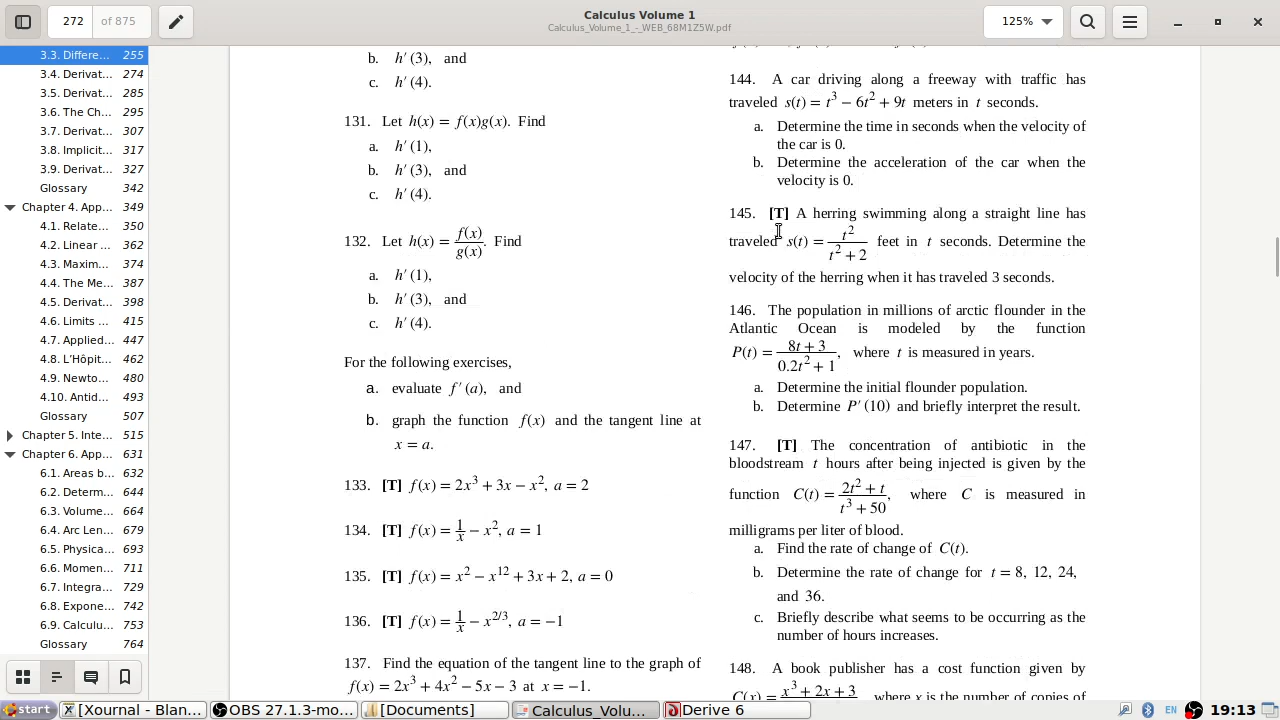 272 of 875
Calculus Volume 1
Calculus_Volume_1_-_WEB_68M1Z5W.pdf
125%
3.3. Differe... 255
3.4. Derivat... 274
3.5. Derivat... 285
3.6. The Ch... 295
3.7. Derivat... 307
3.8. Implicit... 317
3.9. Derivat... 327
Glossary 342
Chapter 4. App... 349
4.1. Relate... 350
4.2. Linear ... 362
4.3. Maxim... 374
4.4. The Me... 387
4.5. Derivat... 398
4.6. Limits ... 415
4.7. Applied... 447
4.8. L'Hôpit... 462
4.9. Newto... 480
4.10. Antid... 493
Glossary 507
Chapter 5. Inte... 515
Chapter 6. App... 631
6.1. Areas b... 632
6.2. Determ... 644
6.3. Volume... 664
6.4. Arc Len... 679
6.5. Physica... 693
6.6. Momen... 711
6.7. Integra... 729
6.8. Expone... 742
6.9. Calculu... 753
Glossary 764
b. h′(3), and
c. h′(4).
131. Let h(x) = f(x)g(x). Find
a. h′(1),
b. h′(3), and
c. h′(4).
132. Let h(x) = f(x)/g(x). Find
a. h′(1),
b. h′(3), and
c. h′(4).
For the following exercises,
a. evaluate f′(a), and
b. graph the function f(x) and the tangent line at
x = a.
133. [T] f(x) = 2x³ + 3x − x², a = 2
134. [T] f(x) = 1/x − x², a = 1
135. [T] f(x) = x² − x¹² + 3x + 2, a = 0
136. [T] f(x) = 1/x − x^(2/3), a = −1
137. Find the equation of the tangent line to the graph of
f(x) = 2x³ + 4x² − 5x − 3 at x = −1.
144. A car driving along a freeway with traffic has
traveled s(t) = t³ − 6t² + 9t meters in t seconds.
a. Determine the time in seconds when the velocity of
the car is 0.
b. Determine the acceleration of the car when the
velocity is 0.
145. [T] A herring swimming along a straight line has
traveled s(t) = t²/(t² + 2) feet in t seconds. Determine the
velocity of the herring when it has traveled 3 seconds.
146. The population in millions of arctic flounder in the
Atlantic Ocean is modeled by the function
P(t) = (8t + 3)/(0.2t² + 1), where t is measured in years.
a. Determine the initial flounder population.
b. Determine P′(10) and briefly interpret the result.
147. [T] The concentration of antibiotic in the
bloodstream t hours after being injected is given by the
function C(t) = (2t² + t)/(t³ + 50), where C is measured in
milligrams per liter of blood.
a. Find the rate of change of C(t).
b. Determine the rate of change for t = 8, 12, 24,
and 36.
c. Briefly describe what seems to be occurring as the
number of hours increases.
148. A book publisher has a cost function given by
C(x) = x³ + 2x + 3, where x is the number of copies of
start [Xournal - Blan... OBS 27.1.3-mo... [Documents] Calculus_Volu... Derive 6 EN 19:13